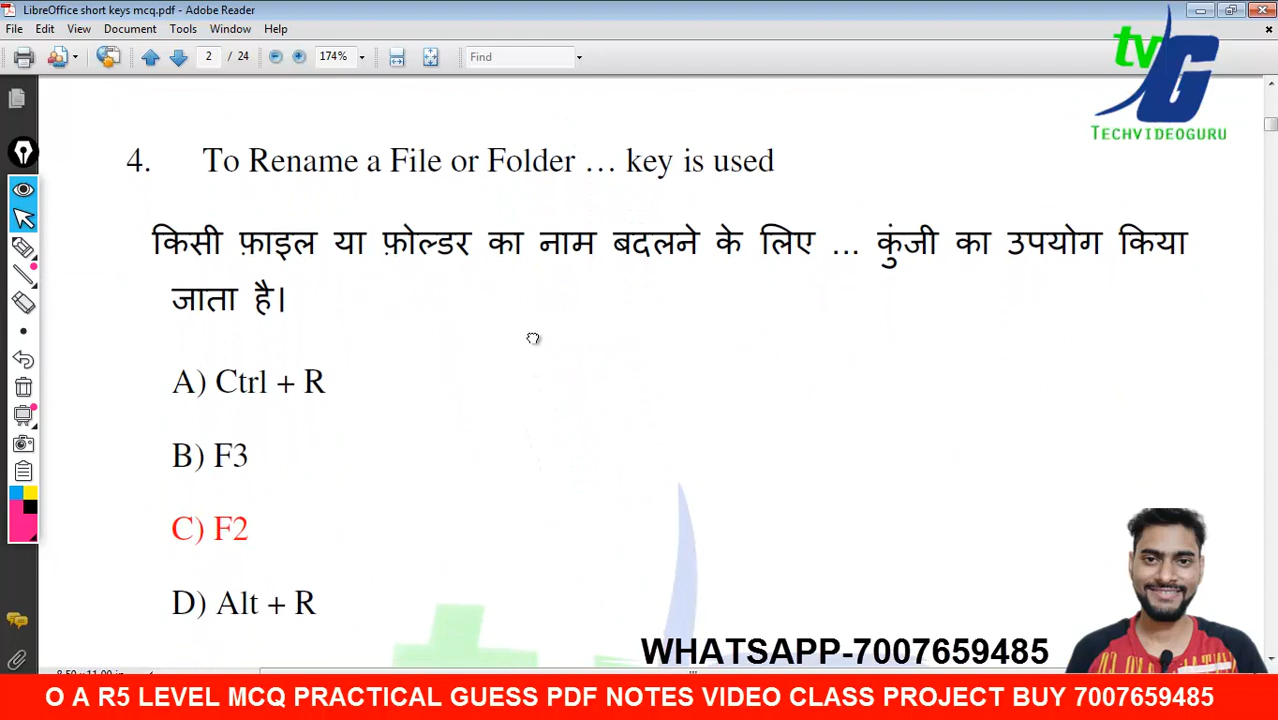 LibreOffice short keys mcq.pdf - Adobe Reader
File Edit View Document Tools Window Help
2 / 24 174% Find
tv G
TECHVIDEOGURU
4. To Rename a File or Folder … key is used
किसी फ़ाइल या फ़ोल्डर का नाम बदलने के लिए ... कुंजी का उपयोग किया
जाता है।
A) Ctrl + R
B) F3
C) F2
D) Alt + R
WHATSAPP-7007659485
O A R5 LEVEL MCQ PRACTICAL GUESS PDF NOTES VIDEO CLASS PROJECT BUY 7007659485